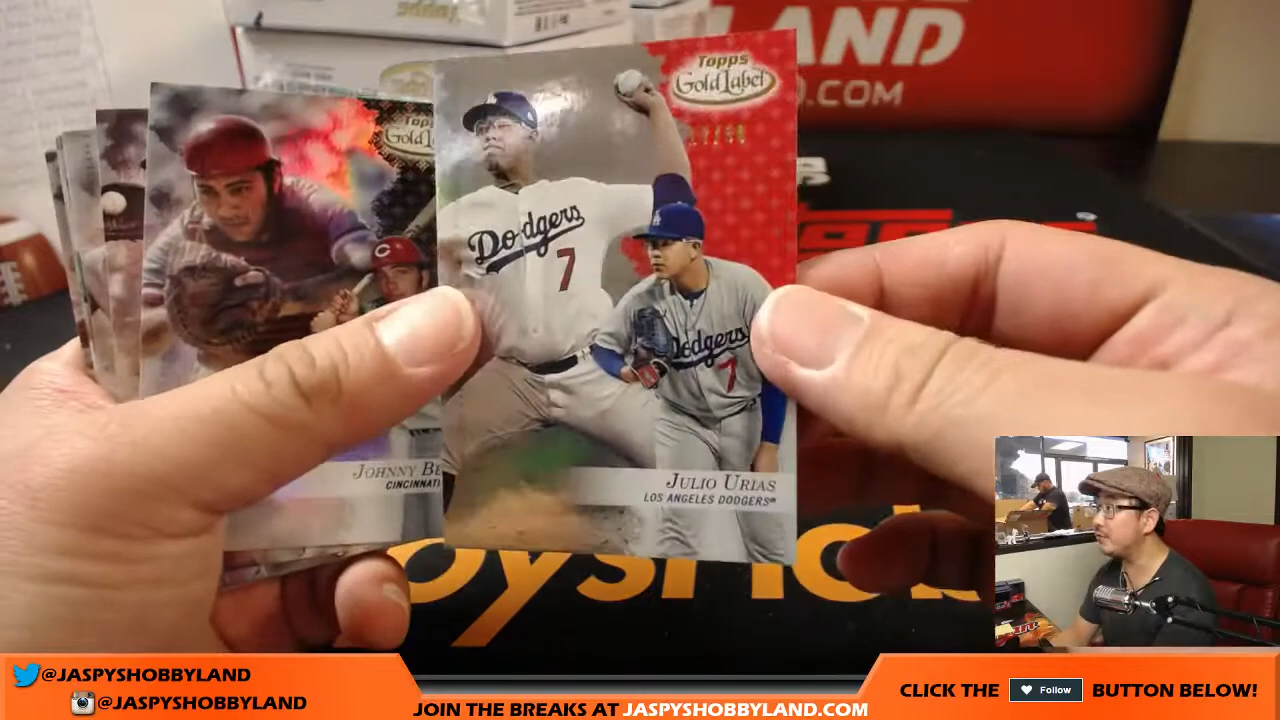 LAND
.COM
Topps
Gold Label
Topps
Gold Label
Dodgers
7
Dodgers
7
JOHNNY BE
CINCINNATI
JULIO URIAS
LOS ANGELES DODGERS®
@JASPYSHOBBYLAND
@JASPYSHOBBYLAND
JOIN THE BREAKS AT JASPYSHOBBYLAND.COM
CLICK THE Follow BUTTON BELOW!